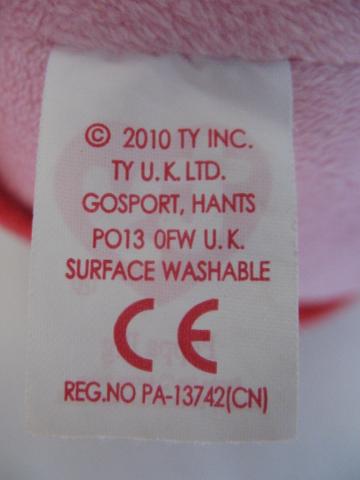 © 2010 TY INC.
TY U.K. LTD.
GOSPORT, HANTS
PO13 0FW U.K.
SURFACE WASHABLE
CE
REG.NO PA-13742(CN)